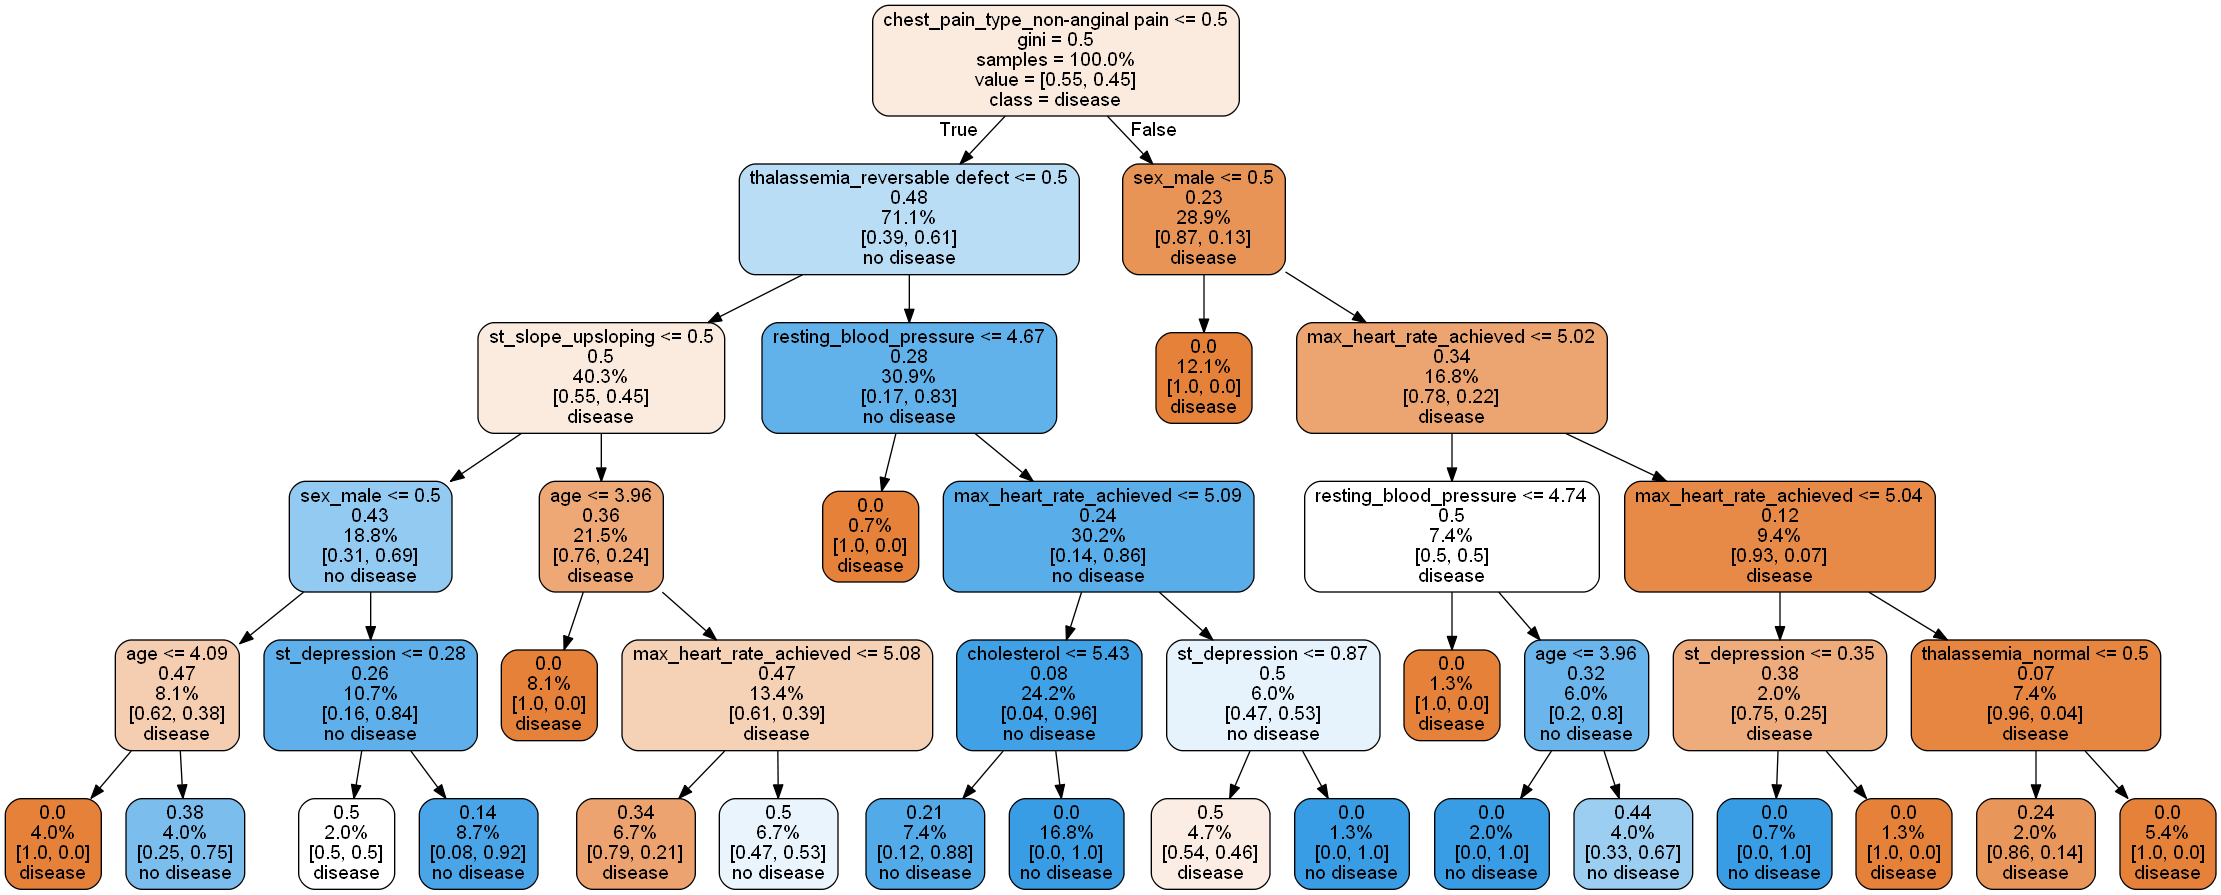 chest_pain_type_non-anginal pain <= 0.5
gini = 0.5
samples = 100.0%
value = [0.55, 0.45]
class = disease
True
False
thalassemia_reversable defect <= 0.5
0.48
71.1%
[0.39, 0.61]
no disease
sex_male <= 0.5
0.23
28.9%
[0.87, 0.13]
disease
st_slope_upsloping <= 0.5
0.5
40.3%
[0.55, 0.45]
disease
resting_blood_pressure <= 4.67
0.28
30.9%
[0.17, 0.83]
no disease
0.0
12.1%
[1.0, 0.0]
disease
max_heart_rate_achieved <= 5.02
0.34
16.8%
[0.78, 0.22]
disease
sex_male <= 0.5
0.43
18.8%
[0.31, 0.69]
no disease
age <= 3.96
0.36
21.5%
[0.76, 0.24]
disease
0.0
0.7%
[1.0, 0.0]
disease
max_heart_rate_achieved <= 5.09
0.24
30.2%
[0.14, 0.86]
no disease
resting_blood_pressure <= 4.74
0.5
7.4%
[0.5, 0.5]
disease
max_heart_rate_achieved <= 5.04
0.12
9.4%
[0.93, 0.07]
disease
age <= 4.09
0.47
8.1%
[0.62, 0.38]
disease
st_depression <= 0.28
0.26
10.7%
[0.16, 0.84]
no disease
0.0
8.1%
[1.0, 0.0]
disease
max_heart_rate_achieved <= 5.08
0.47
13.4%
[0.61, 0.39]
disease
cholesterol <= 5.43
0.08
24.2%
[0.04, 0.96]
no disease
st_depression <= 0.87
0.5
6.0%
[0.47, 0.53]
no disease
0.0
1.3%
[1.0, 0.0]
disease
age <= 3.96
0.32
6.0%
[0.2, 0.8]
no disease
st_depression <= 0.35
0.38
2.0%
[0.75, 0.25]
disease
thalassemia_normal <= 0.5
0.07
7.4%
[0.96, 0.04]
disease
0.0
4.0%
[1.0, 0.0]
disease
0.38
4.0%
[0.25, 0.75]
no disease
0.5
2.0%
[0.5, 0.5]
disease
0.14
8.7%
[0.08, 0.92]
no disease
0.34
6.7%
[0.79, 0.21]
disease
0.5
6.7%
[0.47, 0.53]
no disease
0.21
7.4%
[0.12, 0.88]
no disease
0.0
16.8%
[0.0, 1.0]
no disease
0.5
4.7%
[0.54, 0.46]
disease
0.0
1.3%
[0.0, 1.0]
no disease
0.0
2.0%
[0.0, 1.0]
no disease
0.44
4.0%
[0.33, 0.67]
no disease
0.0
0.7%
[0.0, 1.0]
no disease
0.0
1.3%
[1.0, 0.0]
disease
0.24
2.0%
[0.86, 0.14]
disease
0.0
5.4%
[1.0, 0.0]
disease